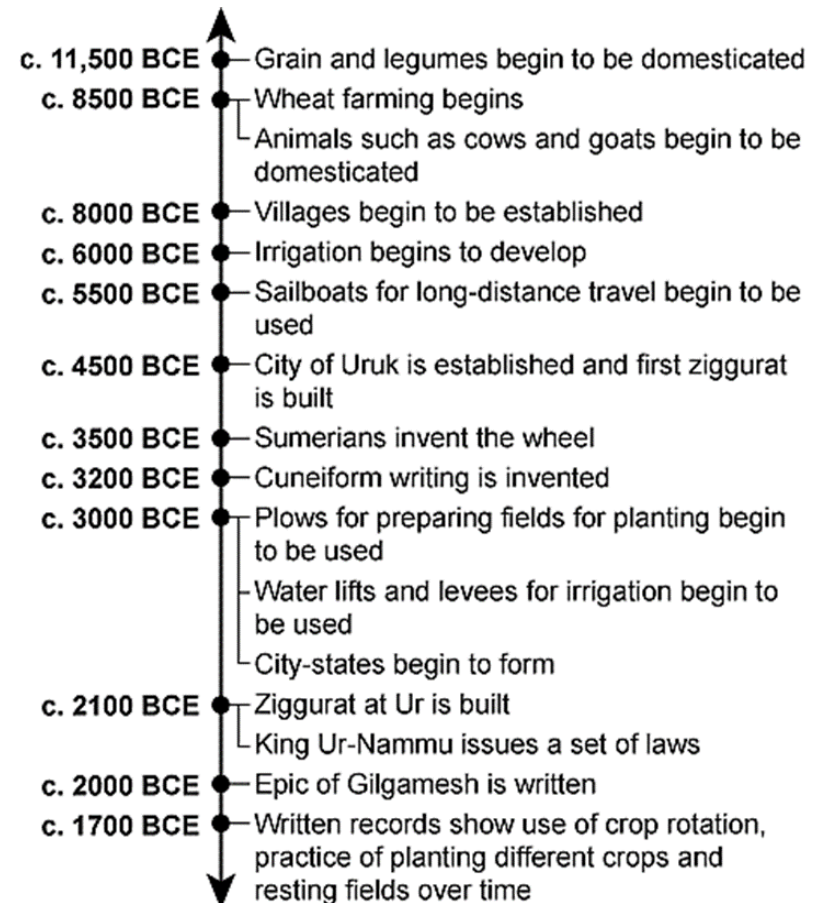 c. 11,500 BCE Grain and legumes begin to be domesticated
c. 8500 BCE Wheat farming begins
Animals such as cows and goats begin to be
domesticated
c. 8000 BCE Villages begin to be established
c. 6000 BCE Irrigation begins to develop
c. 5500 BCE Sailboats for long-distance travel begin to be
used
c. 4500 BCE City of Uruk is established and first ziggurat
is built
c. 3500 BCE Sumerians invent the wheel
c. 3200 BCE Cuneiform writing is invented
c. 3000 BCE Plows for preparing fields for planting begin
to be used
Water lifts and levees for irrigation begin to
be used
City-states begin to form
c. 2100 BCE Ziggurat at Ur is built
King Ur-Nammu issues a set of laws
c. 2000 BCE Epic of Gilgamesh is written
c. 1700 BCE Written records show use of crop rotation,
practice of planting different crops and
resting fields over time